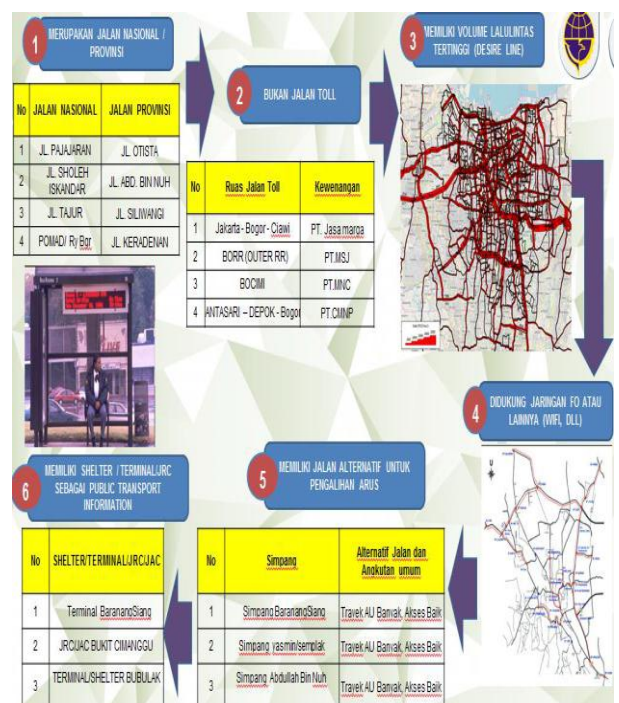 1
MERUPAKAN JALAN NASIONAL /
PROVINSI
No JALAN NASIONAL JALAN PROVINSI
1 JL. PAJAJARAN JL. OTISTA
2 JL. SHOLEH ISKANDAR JL. ABD. BIN NUH
3 JL. TAJUR JL. SILIWANGI
4 POMAD/ Ry Bgr JL. KERADENAN
2
BUKAN JALAN TOLL
No Ruas Jalan Toll Kewenangan
1 Jakarta - Bogor - Ciawi PT. Jasa marga
2 BORR (OUTER RR) PT.MSJ
3 BOCIMI PT.MNC
4 ANTASARI – DEPOK - Bogor PT.CMNP
3
MEMILIKI VOLUME LALULINTAS
TERTINGGI (DESIRE LINE)
4
DIDUKUNG JARINGAN FO ATAU
LAINNYA (WIFI, DLL)
5
MEMILIKI JALAN ALTERNATIF UNTUK
PENGALIHAN ARUS
No Simpang Alternatif Jalan dan Angkutan umum
1 Simpang BaranangSiang Trayek AU Banyak, Akses Baik
2 Simpang yasmin/semplak Trayek AU Banyak, Akses Baik
3 Simpang Abdullah Bin Nuh Trayek AU Banyak, Akses Baik
6
MEMILIKI SHELTER / TERMINAL/JRC
SEBAGAI PUBLIC TRANSPORT
INFORMATION
No SHELTER/TERMINAL/JRC/JAC
1 Terminal BaranangSiang
2 JRC/JAC BUKIT CIMANGGU
3 TERMINAL/SHELTER BUBULAK